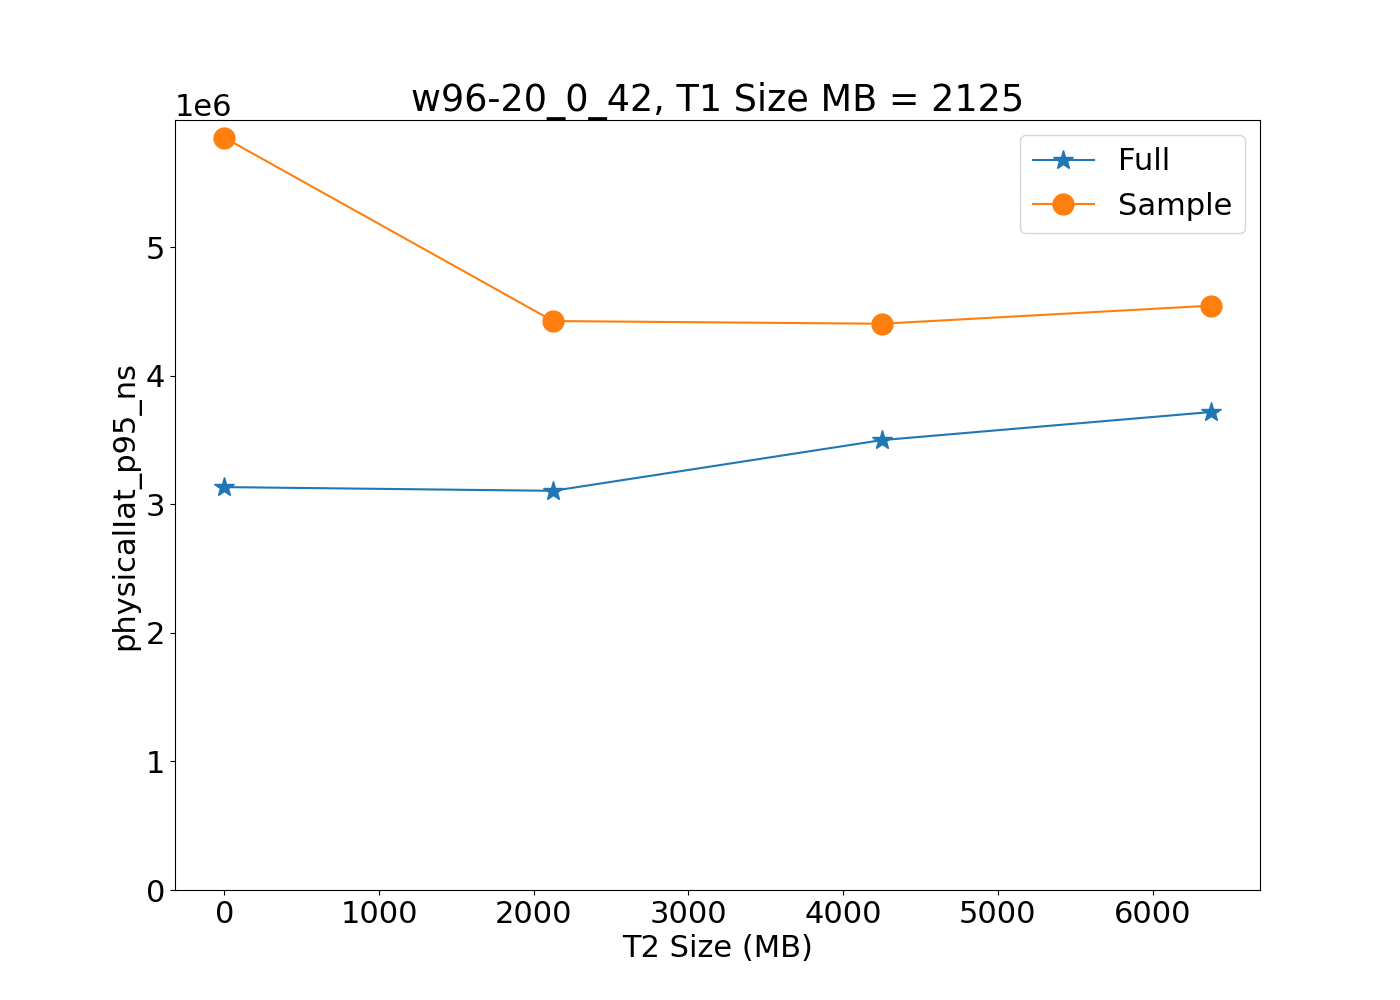 w96-20_0_42, T1 Size MB = 2125
1e6
Full
Sample
5
4
3
2
1
0
physicallat_p95_ns
0 1000 2000 3000 4000 5000 6000
T2 Size (MB)